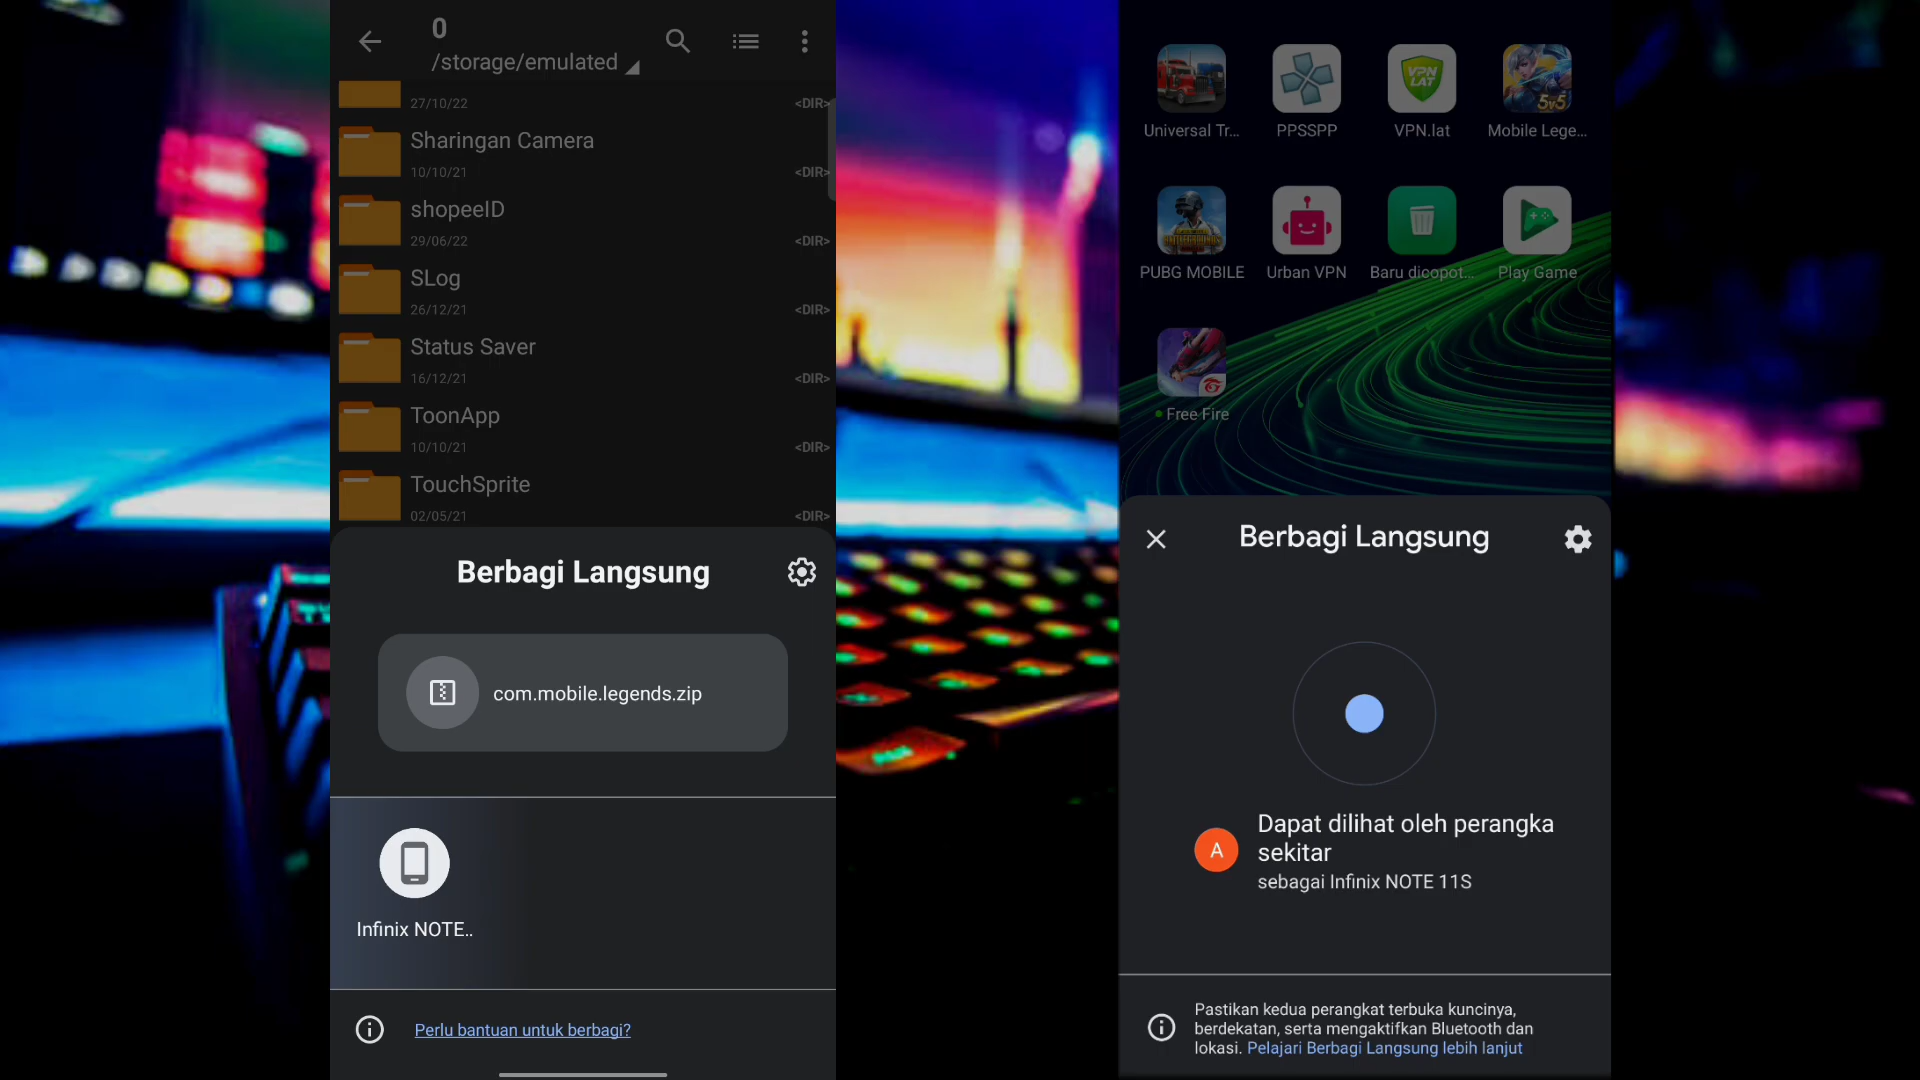 0
/storage/emulated
27/10/22
<DIR>
Sharingan Camera
10/10/21
<DIR>
shopeeID
29/06/22
<DIR>
SLog
26/12/21
<DIR>
Status Saver
16/12/21
<DIR>
ToonApp
10/10/21
<DIR>
TouchSprite
02/05/21
<DIR>
Berbagi Langsung
com.mobile.legends.zip
Infinix NOTE..
Perlu bantuan untuk berbagi?
VPN
LAT
5v5
Universal Tr...
PPSSPP
VPN.lat
Mobile Lege...
PUBG MOBILE
Urban VPN
Baru dicopot...
Play Game
Free Fire
Berbagi Langsung
A
Dapat dilihat oleh perangka
sekitar
sebagai Infinix NOTE 11S
Pastikan kedua perangkat terbuka kuncinya,
berdekatan, serta mengaktifkan Bluetooth dan
lokasi. Pelajari Berbagi Langsung lebih lanjut